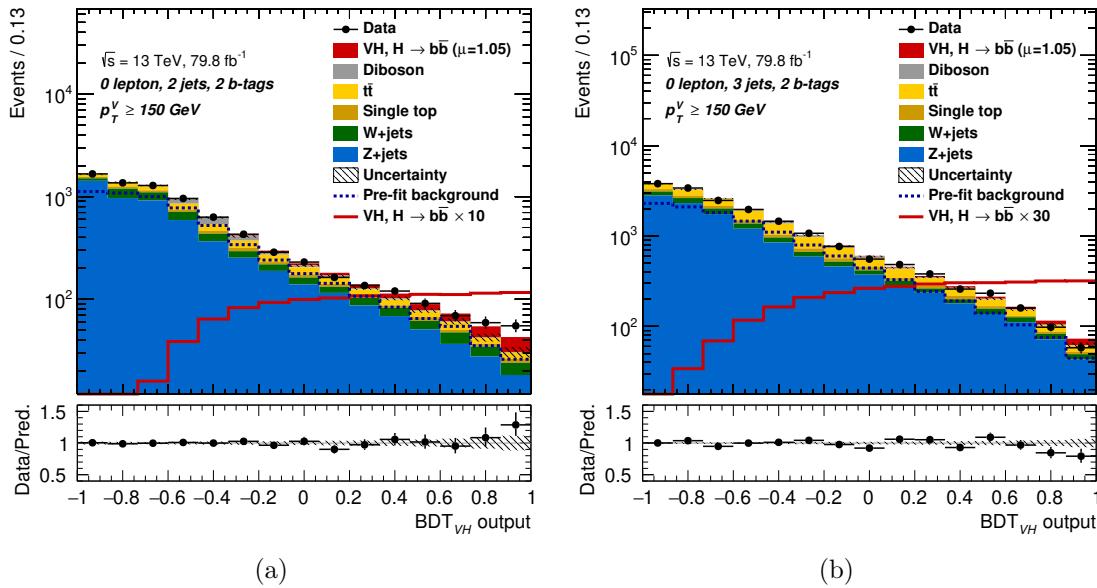 Events / 0.13
10⁴
10³
10²
√s = 13 TeV, 79.8 fb⁻¹
0 lepton, 2 jets, 2 b-tags
p_T^V ≥ 150 GeV
Data
VH, H → bb̄ (μ=1.05)
Diboson
tt̄
Single top
W+jets
Z+jets
Uncertainty
Pre-fit background
VH, H → bb̄ × 10
Data/Pred.
1.5
1
0.5
−1 −0.8 −0.6 −0.4 −0.2 0 0.2 0.4 0.6 0.8 1
BDT_VH output
(a)
Events / 0.13
10⁵
10⁴
10³
10²
√s = 13 TeV, 79.8 fb⁻¹
0 lepton, 3 jets, 2 b-tags
p_T^V ≥ 150 GeV
Data
VH, H → bb̄ (μ=1.05)
Diboson
tt̄
Single top
W+jets
Z+jets
Uncertainty
Pre-fit background
VH, H → bb̄ × 30
Data/Pred.
1.5
1
0.5
−1 −0.8 −0.6 −0.4 −0.2 0 0.2 0.4 0.6 0.8 1
BDT_VH output
(b)